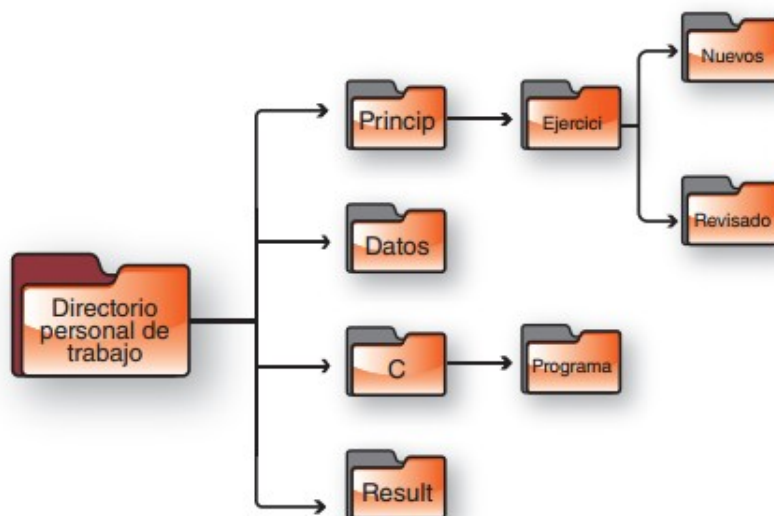 Nuevos
Princip
Ejercici
Revisado
Datos
Directorio
personal de
trabajo
C
Programa
Result